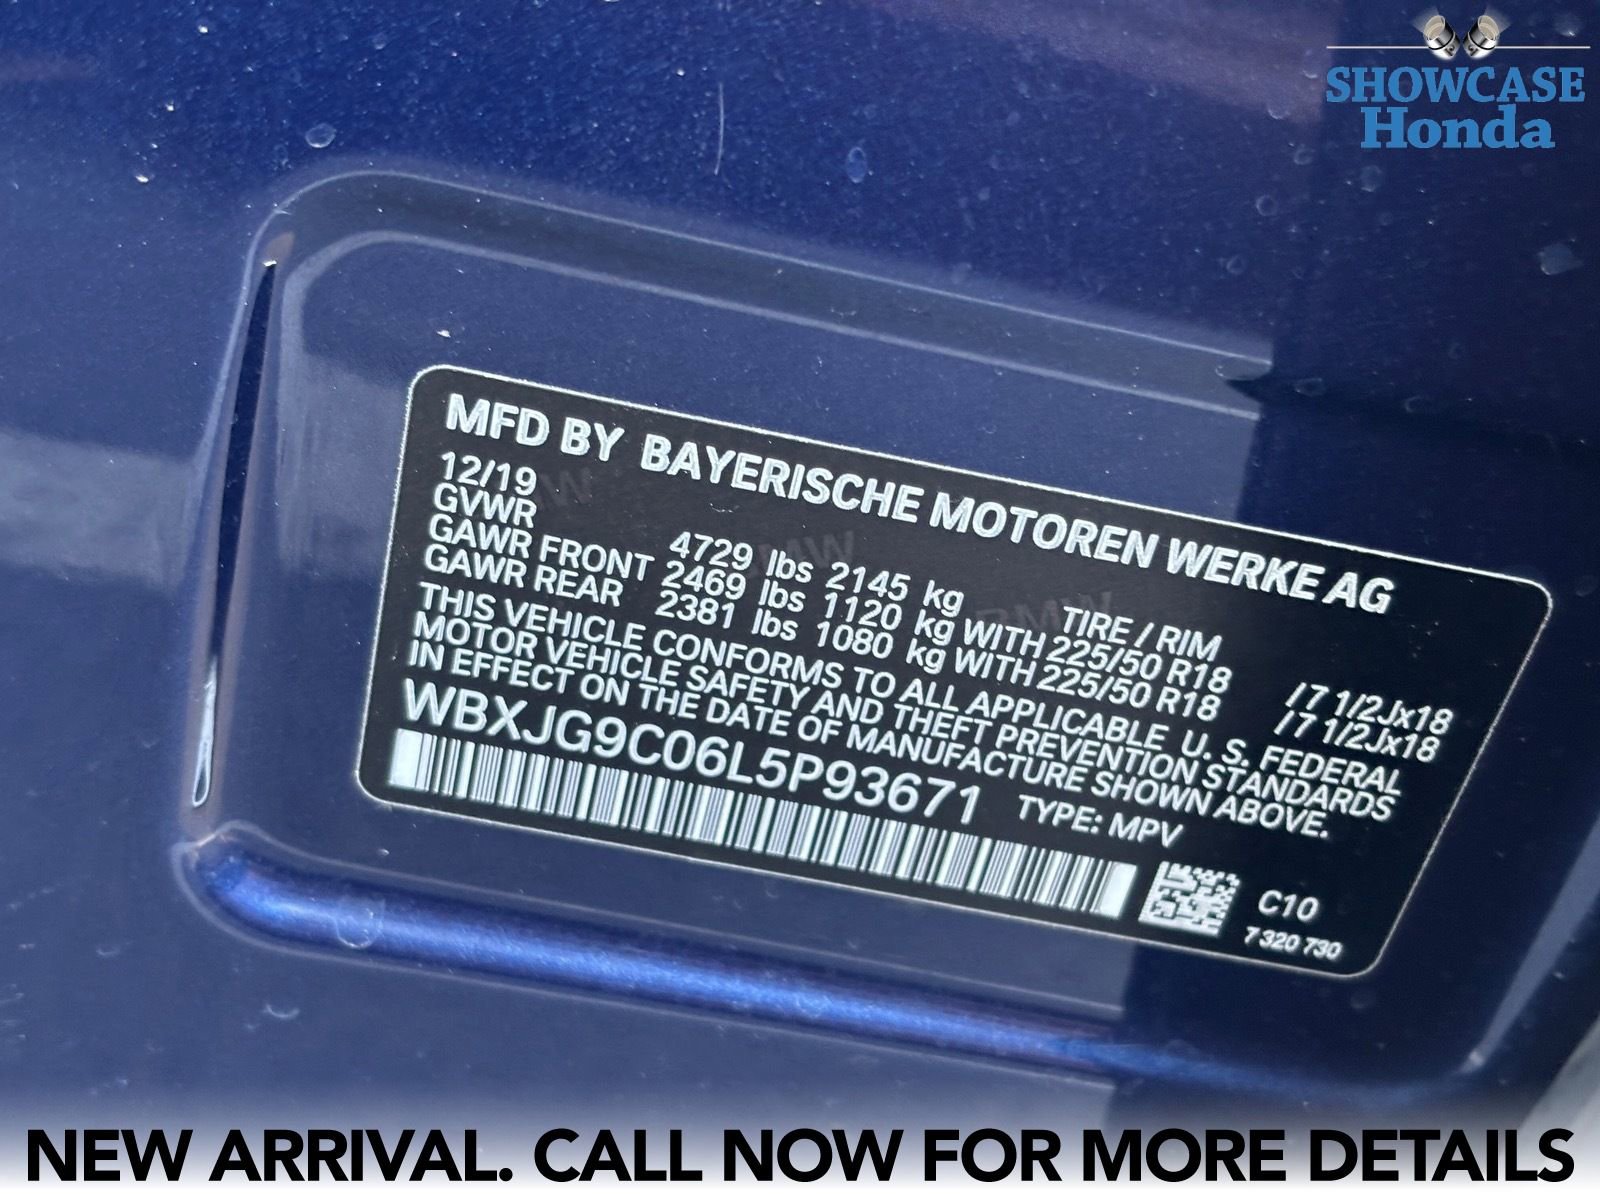 SHOWCASE
Honda
MFD BY BAYERISCHE MOTOREN WERKE AG
12/19
GVWR 4729 lbs 2145 kg TIRE / RIM
GAWR FRONT 2469 lbs 1120 kg WITH 225/50 R18 /7 1/2Jx18
GAWR REAR 2381 lbs 1080 kg WITH 225/50 R18 /7 1/2Jx18
THIS VEHICLE CONFORMS TO ALL APPLICABLE U. S. FEDERAL
MOTOR VEHICLE SAFETY AND THEFT PREVENTION STANDARDS
IN EFFECT ON THE DATE OF MANUFACTURE SHOWN ABOVE.
WBXJG9C06L5P93671 TYPE: MPV
C10
7 320 730
NEW ARRIVAL. CALL NOW FOR MORE DETAILS